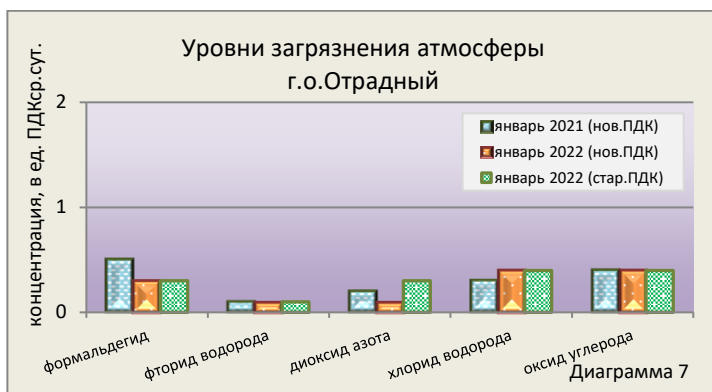 Уровни загрязнения атмосферы
г.о.Отрадный
концентрация, в ед. ПДКср.сут.
2
1
0
январь 2021 (нов.ПДК)
январь 2022 (нов.ПДК)
январь 2022 (стар.ПДК)
формальдегид
фторид водорода
диоксид азота
хлорид водорода
оксид углерода
Диаграмма 7